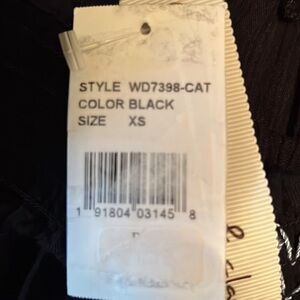 STYLE WD7398-CAT
COLOR BLACK
SIZE XS
1 91804 03145 8